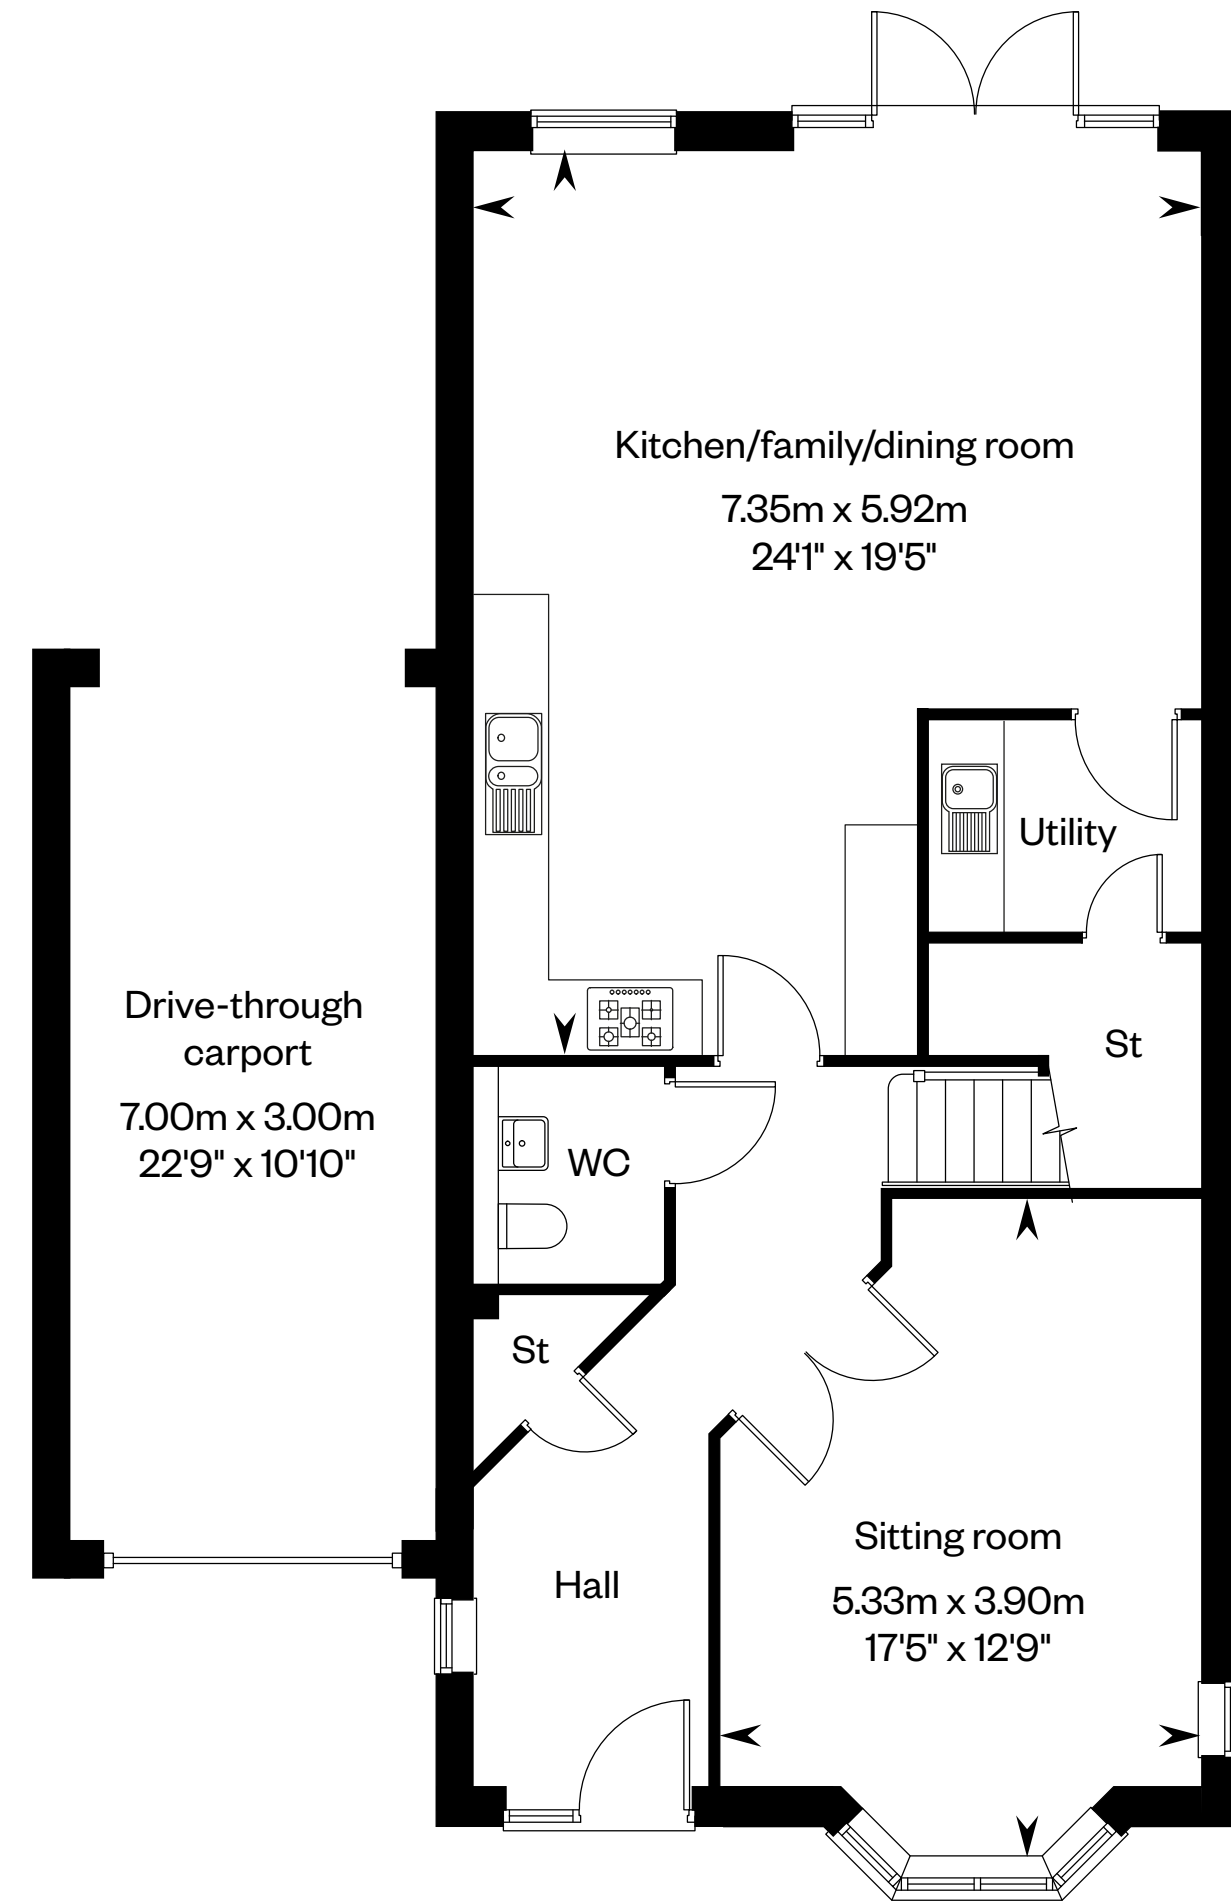 Kitchen/family/dining room
7.35m x 5.92m
24'1" x 19'5"
Utility
Drive-through
carport
7.00m x 3.00m
22'9" x 10'10"
St
WC
St
Sitting room
5.33m x 3.90m
17'5" x 12'9"
Hall